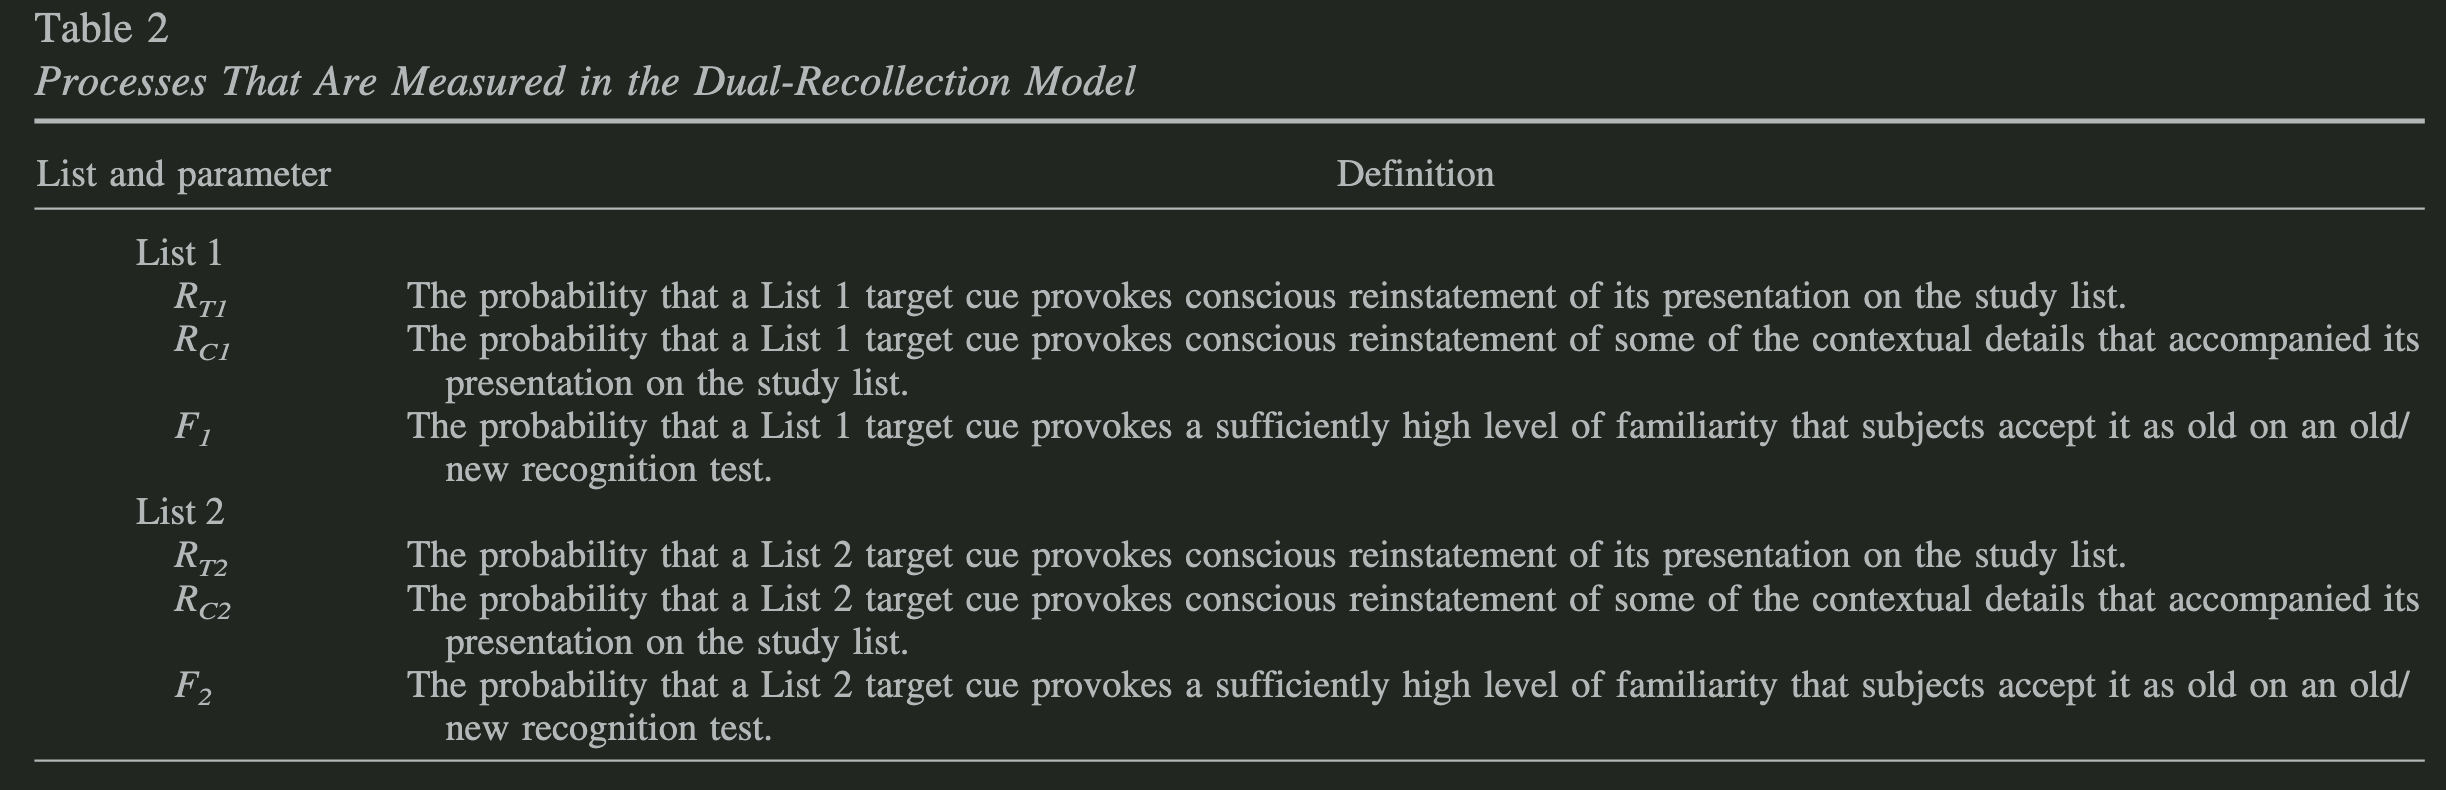 Table 2
Processes That Are Measured in the Dual-Recollection Model
List and parameter Definition
List 1
R_T1 The probability that a List 1 target cue provokes conscious reinstatement of its presentation on the study list.
R_C1 The probability that a List 1 target cue provokes conscious reinstatement of some of the contextual details that accompanied its
presentation on the study list.
F_1 The probability that a List 1 target cue provokes a sufficiently high level of familiarity that subjects accept it as old on an old/
new recognition test.
List 2
R_T2 The probability that a List 2 target cue provokes conscious reinstatement of its presentation on the study list.
R_C2 The probability that a List 2 target cue provokes conscious reinstatement of some of the contextual details that accompanied its
presentation on the study list.
F_2 The probability that a List 2 target cue provokes a sufficiently high level of familiarity that subjects accept it as old on an old/
new recognition test.